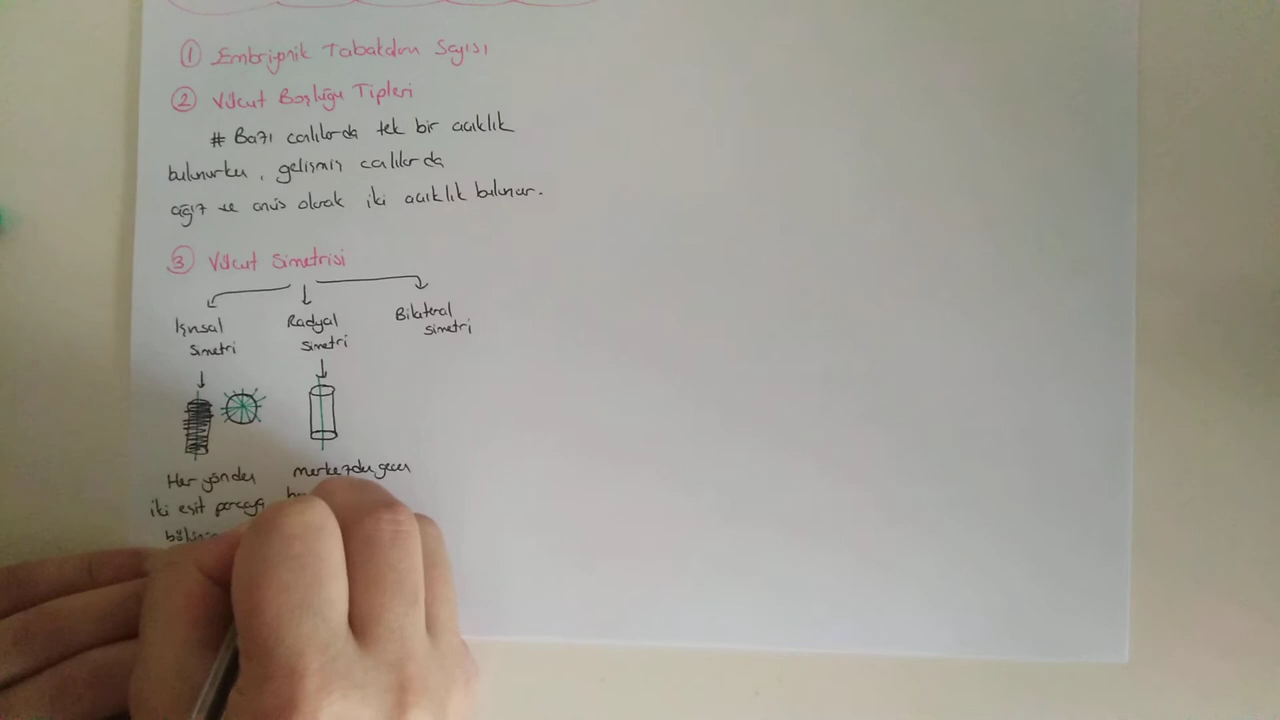 ① Embriyonik Tabakdan Sayısı
② Vücut Boşluğu Tipleri
# Bazı canlılarda tek bir açıklık
bulunurken, gelişmiş canlılarda
ağız ve anüs olarak iki açıklık bulunur.
③ Vücut Simetrisi
Işınsal simetri
Radyal simetri
Bilateral simetri
Her yönden
iki eşit parçaya
merkezden geçen